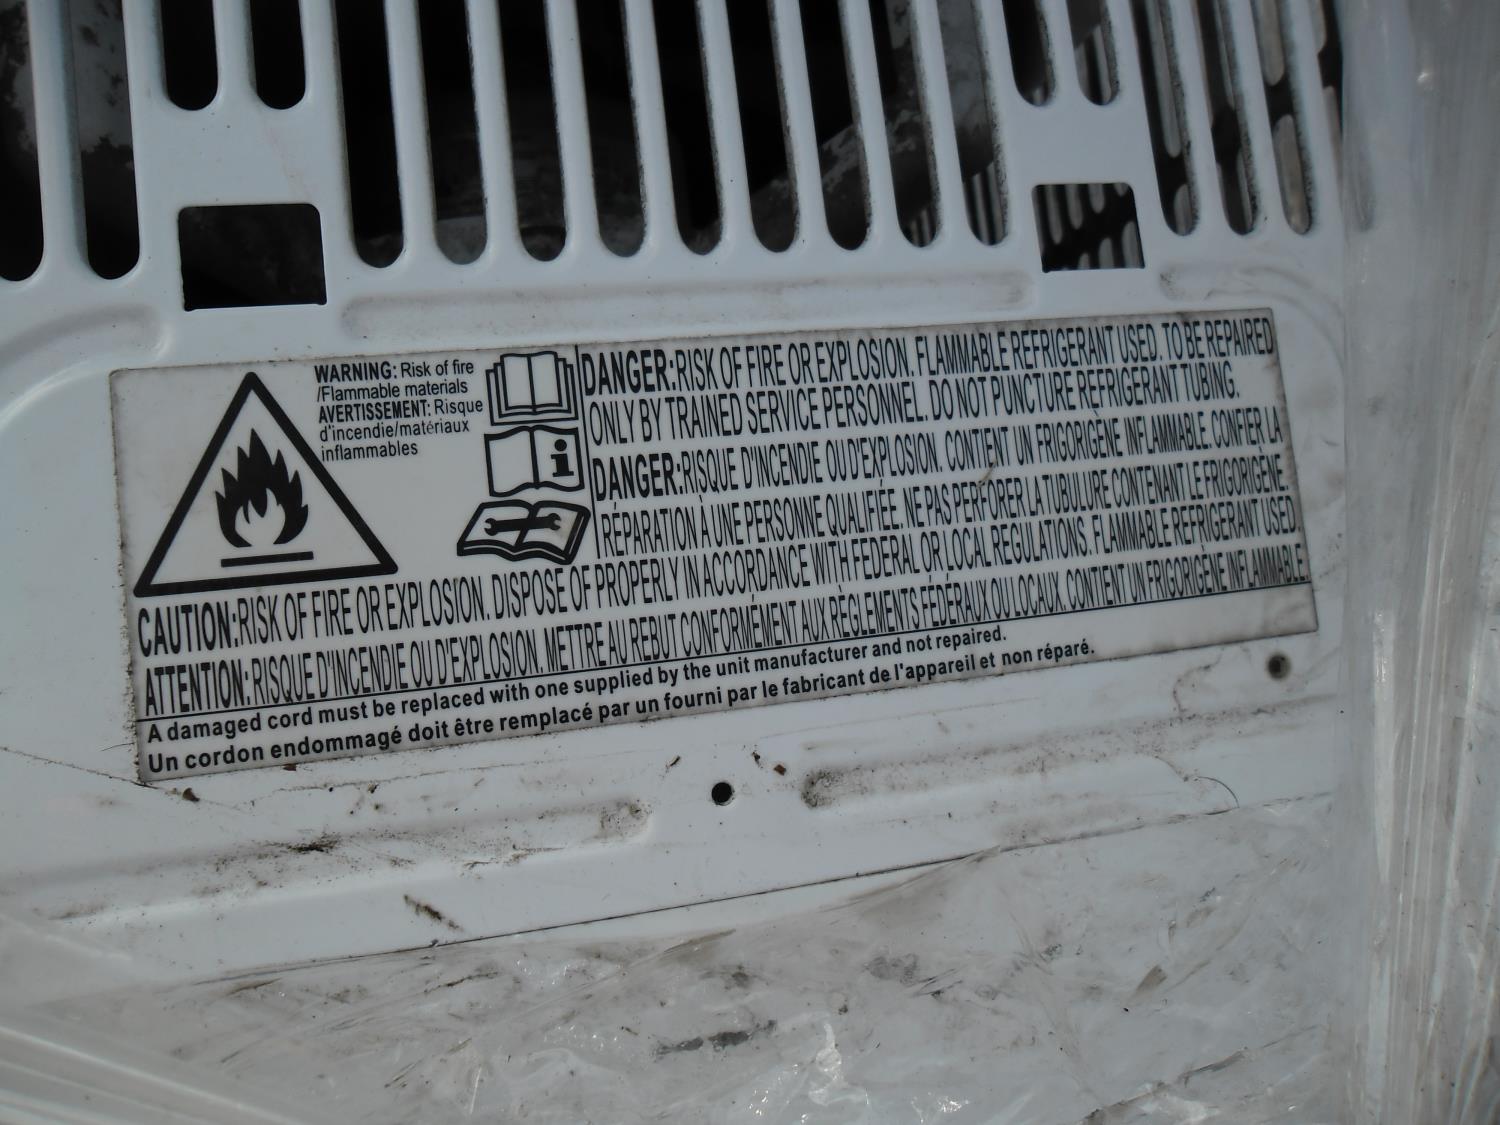 WARNING: Risk of fire
/Flammable materials
AVERTISSEMENT: Risque
d'incendie/matériaux
inflammables
DANGER:RISK OF FIRE OR EXPLOSION. FLAMMABLE REFRIGERANT USED. TO BE REPAIRED
ONLY BY TRAINED SERVICE PERSONNEL. DO NOT PUNCTURE REFRIGERANT TUBING.
DANGER:RISQUE D'INCENDIE OU D'EXPLOSION. CONTIENT UN FRIGORIGÈNE INFLAMMABLE. CONFIER LA
RÉPARATION À UNE PERSONNE QUALIFIÉE. NE PAS PERFORER LA TUBULURE CONTENANT LE FRIGORIGÈNE.
CAUTION:RISK OF FIRE OR EXPLOSION. DISPOSE OF PROPERLY IN ACCORDANCE WITH FEDERAL OR LOCAL REGULATIONS. FLAMMABLE REFRIGERANT USED.
ATTENTION:RISQUE D'INCENDIE OU D'EXPLOSION. METTRE AU REBUT CONFORMÉMENT AUX RÈGLEMENTS FÉDÉRAUX OU LOCAUX. CONTIENT UN FRIGORIGÈNE INFLAMMABLE
A damaged cord must be replaced with one supplied by the unit manufacturer and not repaired.
Un cordon endommagé doit être remplacé par un fourni par le fabricant de l'appareil et non réparé.